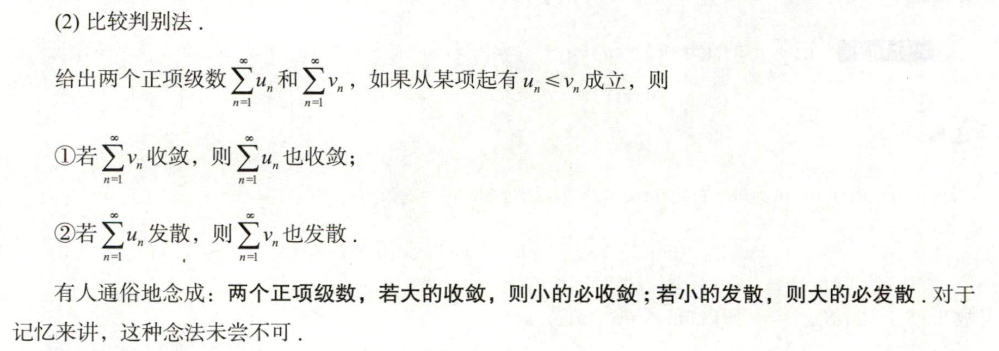 (2) 比较判别法.
给出两个正项级数$\sum_{n=1}^{\infty} u_n$和$\sum_{n=1}^{\infty} v_n$，如果从某项起有$u_n \leqslant v_n$成立，则
①若$\sum_{n=1}^{\infty} v_n$收敛，则$\sum_{n=1}^{\infty} u_n$也收敛；
②若$\sum_{n=1}^{\infty} u_n$发散，则$\sum_{n=1}^{\infty} v_n$也发散.
有人通俗地念成：两个正项级数，若大的收敛，则小的必收敛；若小的发散，则大的必发散.对于
记忆来讲，这种念法未尝不可.